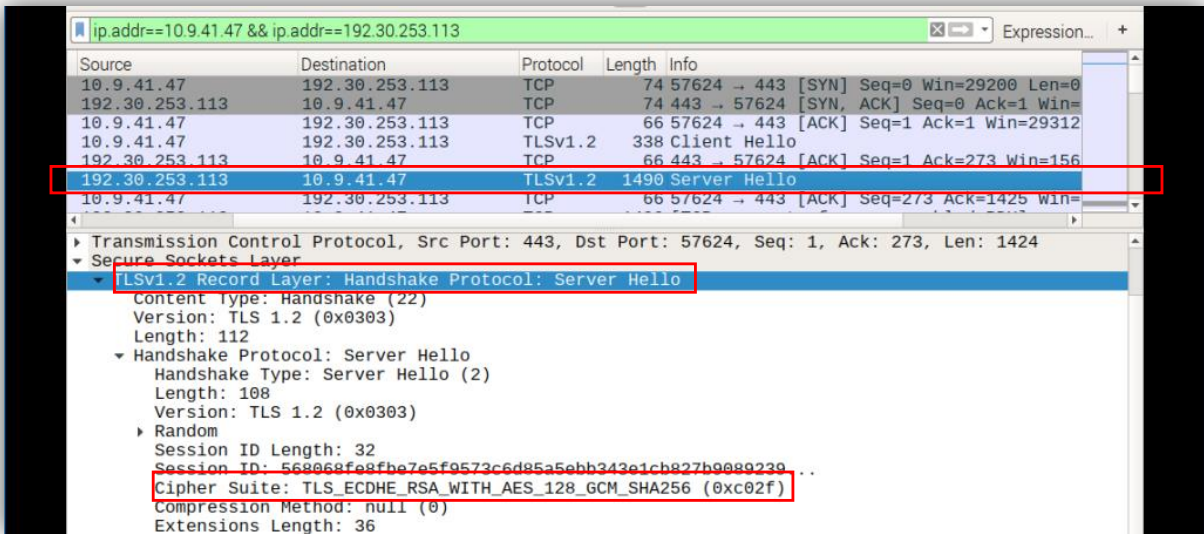 ip.addr==10.9.41.47 && ip.addr==192.30.253.113 Expression... +
Source Destination Protocol Length Info
10.9.41.47 192.30.253.113 TCP 74 57624 → 443 [SYN] Seq=0 Win=29200 Len=0
192.30.253.113 10.9.41.47 TCP 74 443 → 57624 [SYN, ACK] Seq=0 Ack=1 Win=
10.9.41.47 192.30.253.113 TCP 66 57624 → 443 [ACK] Seq=1 Ack=1 Win=29312
10.9.41.47 192.30.253.113 TLSv1.2 338 Client Hello
192.30.253.113 10.9.41.47 TCP 66 443 → 57624 [ACK] Seq=1 Ack=273 Win=156
192.30.253.113 10.9.41.47 TLSv1.2 1490 Server Hello
10.9.41.47 192.30.253.113 TCP 66 57624 → 443 [ACK] Seq=273 Ack=1425 Win=
Transmission Control Protocol, Src Port: 443, Dst Port: 57624, Seq: 1, Ack: 273, Len: 1424
Secure Sockets Layer
TLSv1.2 Record Layer: Handshake Protocol: Server Hello
Content Type: Handshake (22)
Version: TLS 1.2 (0x0303)
Length: 112
Handshake Protocol: Server Hello
Handshake Type: Server Hello (2)
Length: 108
Version: TLS 1.2 (0x0303)
Random
Session ID Length: 32
Session ID: 568068fe8fbe7e5f9573c6d85a5ebb343e1cb827b9089239...
Cipher Suite: TLS_ECDHE_RSA_WITH_AES_128_GCM_SHA256 (0xc02f)
Compression Method: null (0)
Extensions Length: 36